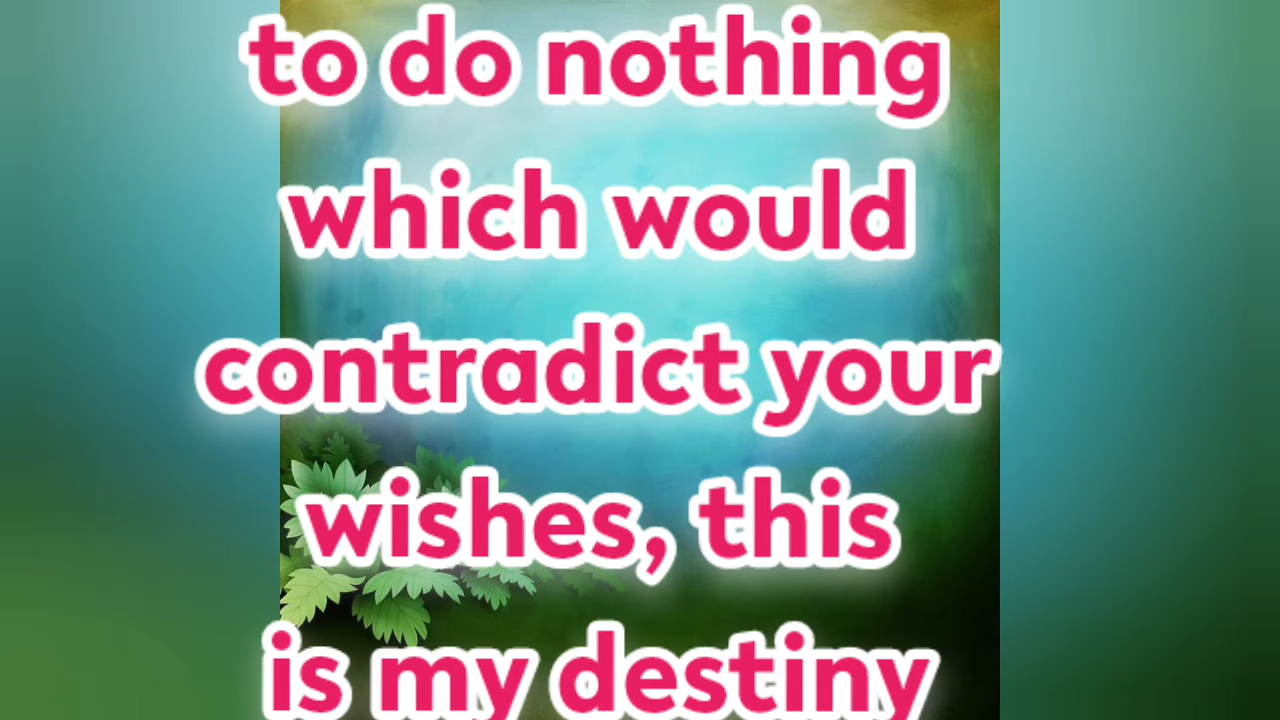 to do nothing
which would
contradict your
wishes, this
is my destiny